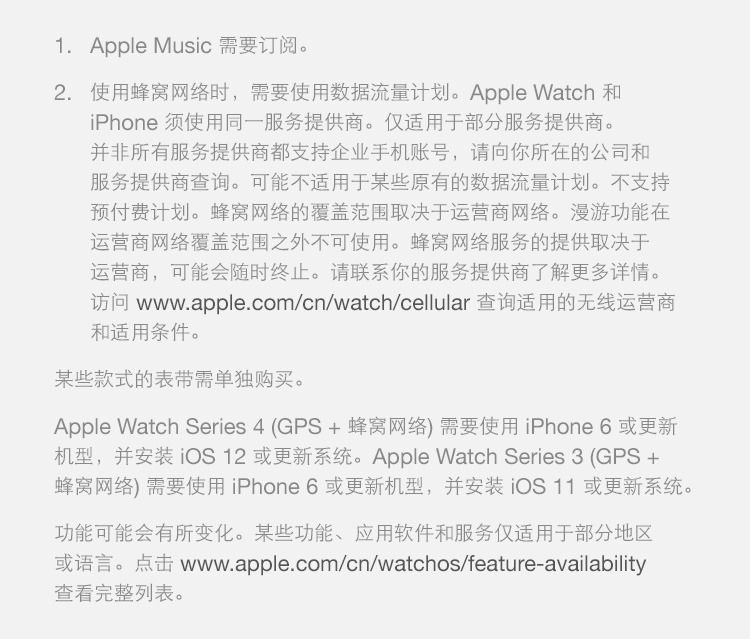 1. Apple Music 需要订阅。
2. 使用蜂窝网络时，需要使用数据流量计划。Apple Watch 和
iPhone 须使用同一服务提供商。仅适用于部分服务提供商。
并非所有服务提供商都支持企业手机账号，请向你所在的公司和
服务提供商查询。可能不适用于某些原有的数据流量计划。不支持
预付费计划。蜂窝网络的覆盖范围取决于运营商网络。漫游功能在
运营商网络覆盖范围之外不可使用。蜂窝网络服务的提供取决于
运营商，可能会随时终止。请联系你的服务提供商了解更多详情。
访问 www.apple.com/cn/watch/cellular 查询适用的无线运营商
和适用条件。
某些款式的表带需单独购买。
Apple Watch Series 4 (GPS + 蜂窝网络) 需要使用 iPhone 6 或更新
机型，并安装 iOS 12 或更新系统。Apple Watch Series 3 (GPS +
蜂窝网络) 需要使用 iPhone 6 或更新机型，并安装 iOS 11 或更新系统。
功能可能会有所变化。某些功能、应用软件和服务仅适用于部分地区
或语言。点击 www.apple.com/cn/watchos/feature-availability
查看完整列表。